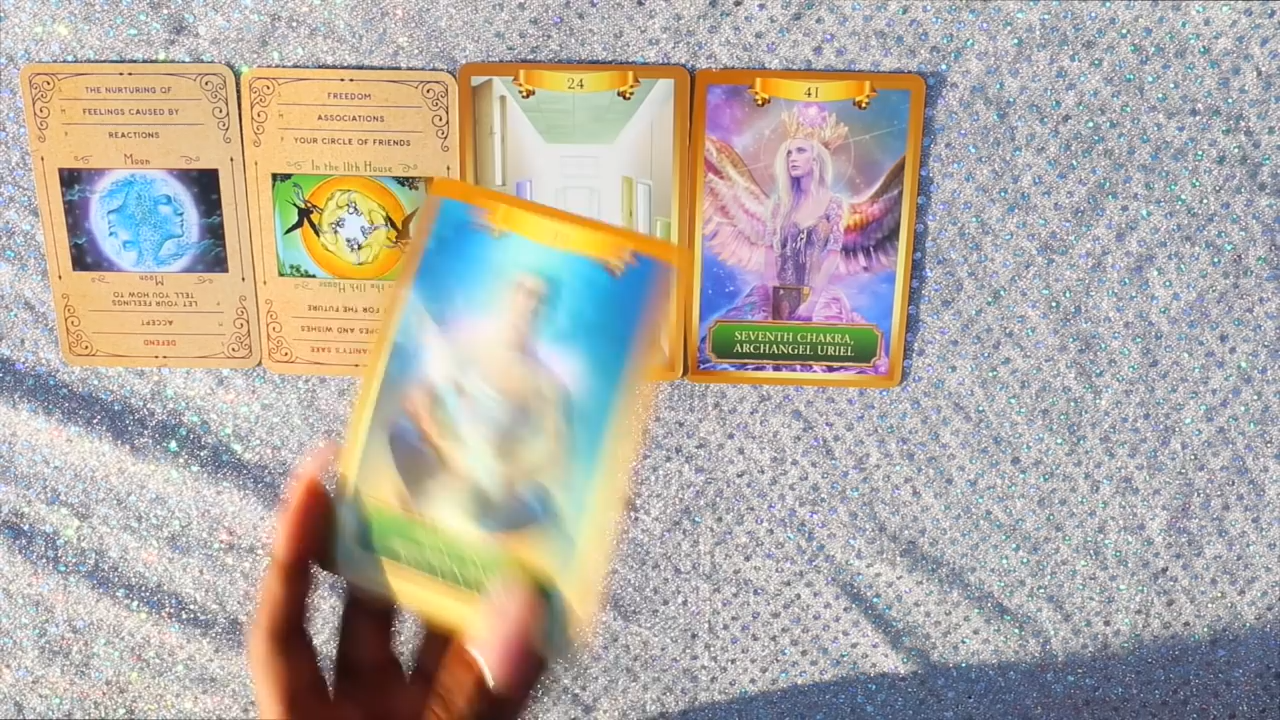 THE NURTURING OF
FEELINGS CAUSED BY
REACTIONS
Moon
Moon
LET YOUR FEELINGS
TELL YOU HOW TO
ACCEPT
DEFEND
FREEDOM
ASSOCIATIONS
YOUR CIRCLE OF FRIENDS
In the 11th House
In the 11th House
FOR THE FUTURE
AND WISHES
SAKE
24
41
SEVENTH CHAKRA,
ARCHANGEL URIEL